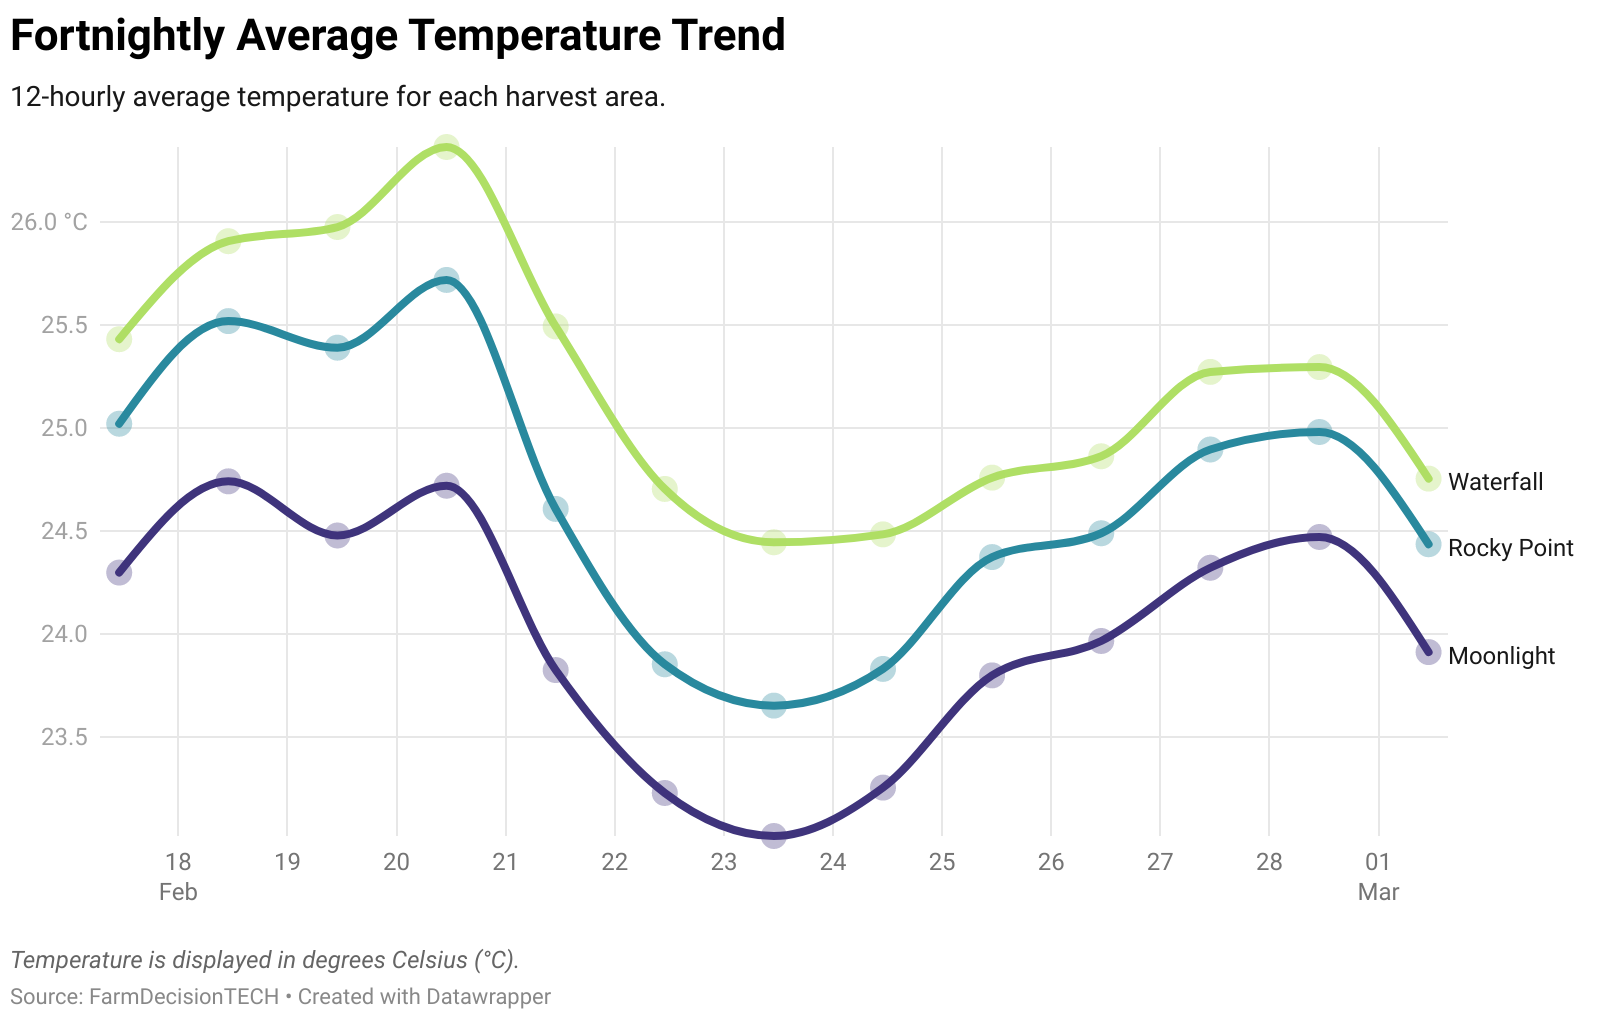 Fortnightly Average Temperature Trend
12-hourly average temperature for each harvest area.
26.0 °C
25.5
25.0
24.5
24.0
23.5
Waterfall
Rocky Point
Moonlight
18 19 20 21 22 23 24 25 26 27 28 01
Feb Mar
Temperature is displayed in degrees Celsius (°C).
Source: FarmDecisionTECH • Created with Datawrapper